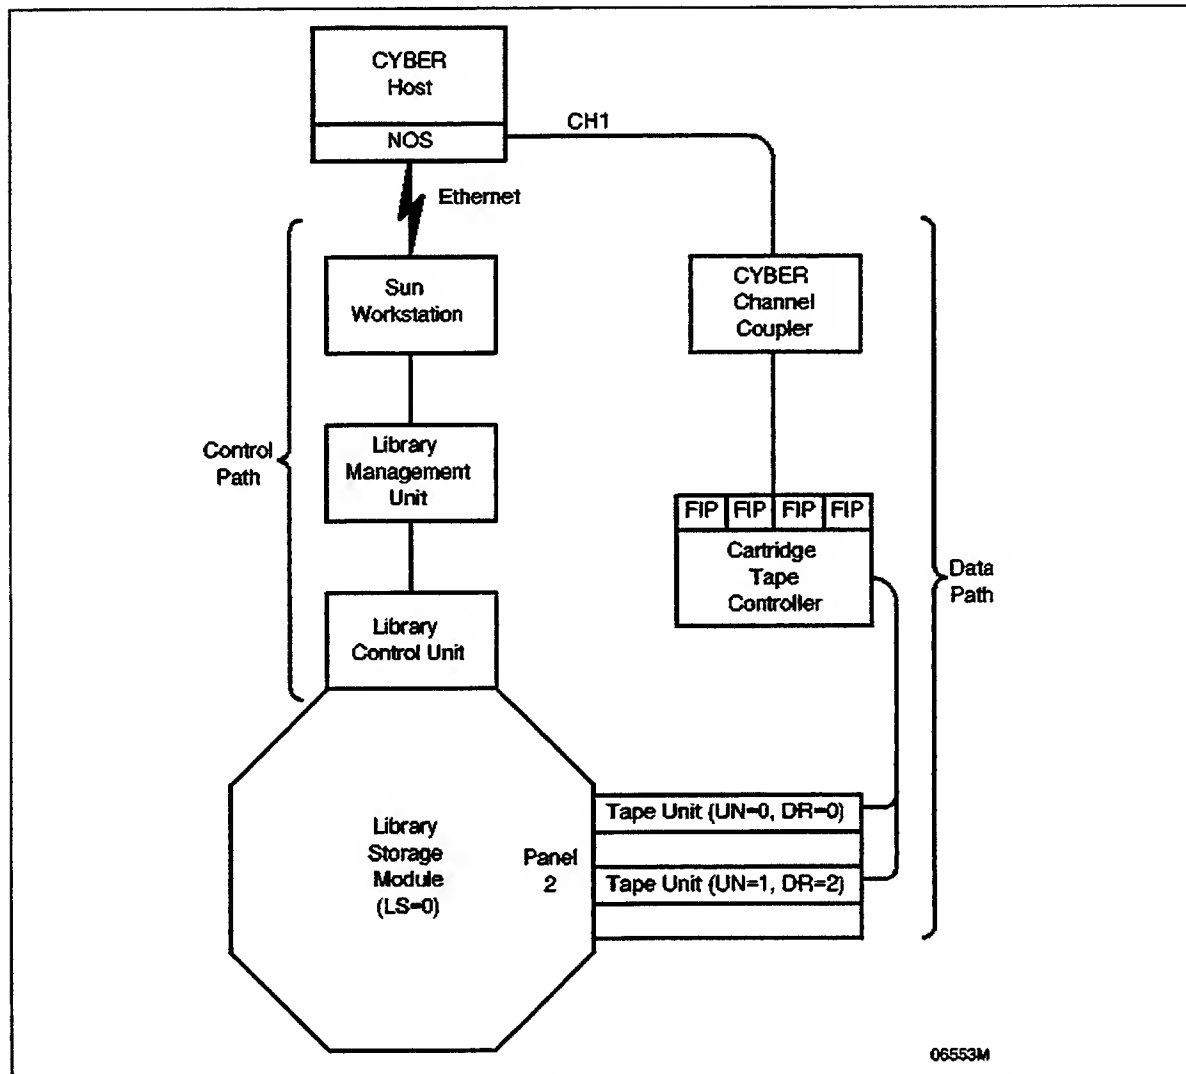 CYBER
Host
NOS
CH1
Ethernet
Sun
Workstation
CYBER
Channel
Coupler
Control
Path
Library
Management
Unit
FIP FIP FIP FIP
Cartridge
Tape
Controller
Data
Path
Library
Control Unit
Library
Storage
Module
(LS=0)
Panel
2
Tape Unit (UN=0, DR=0)
Tape Unit (UN=1, DR=2)
06553M